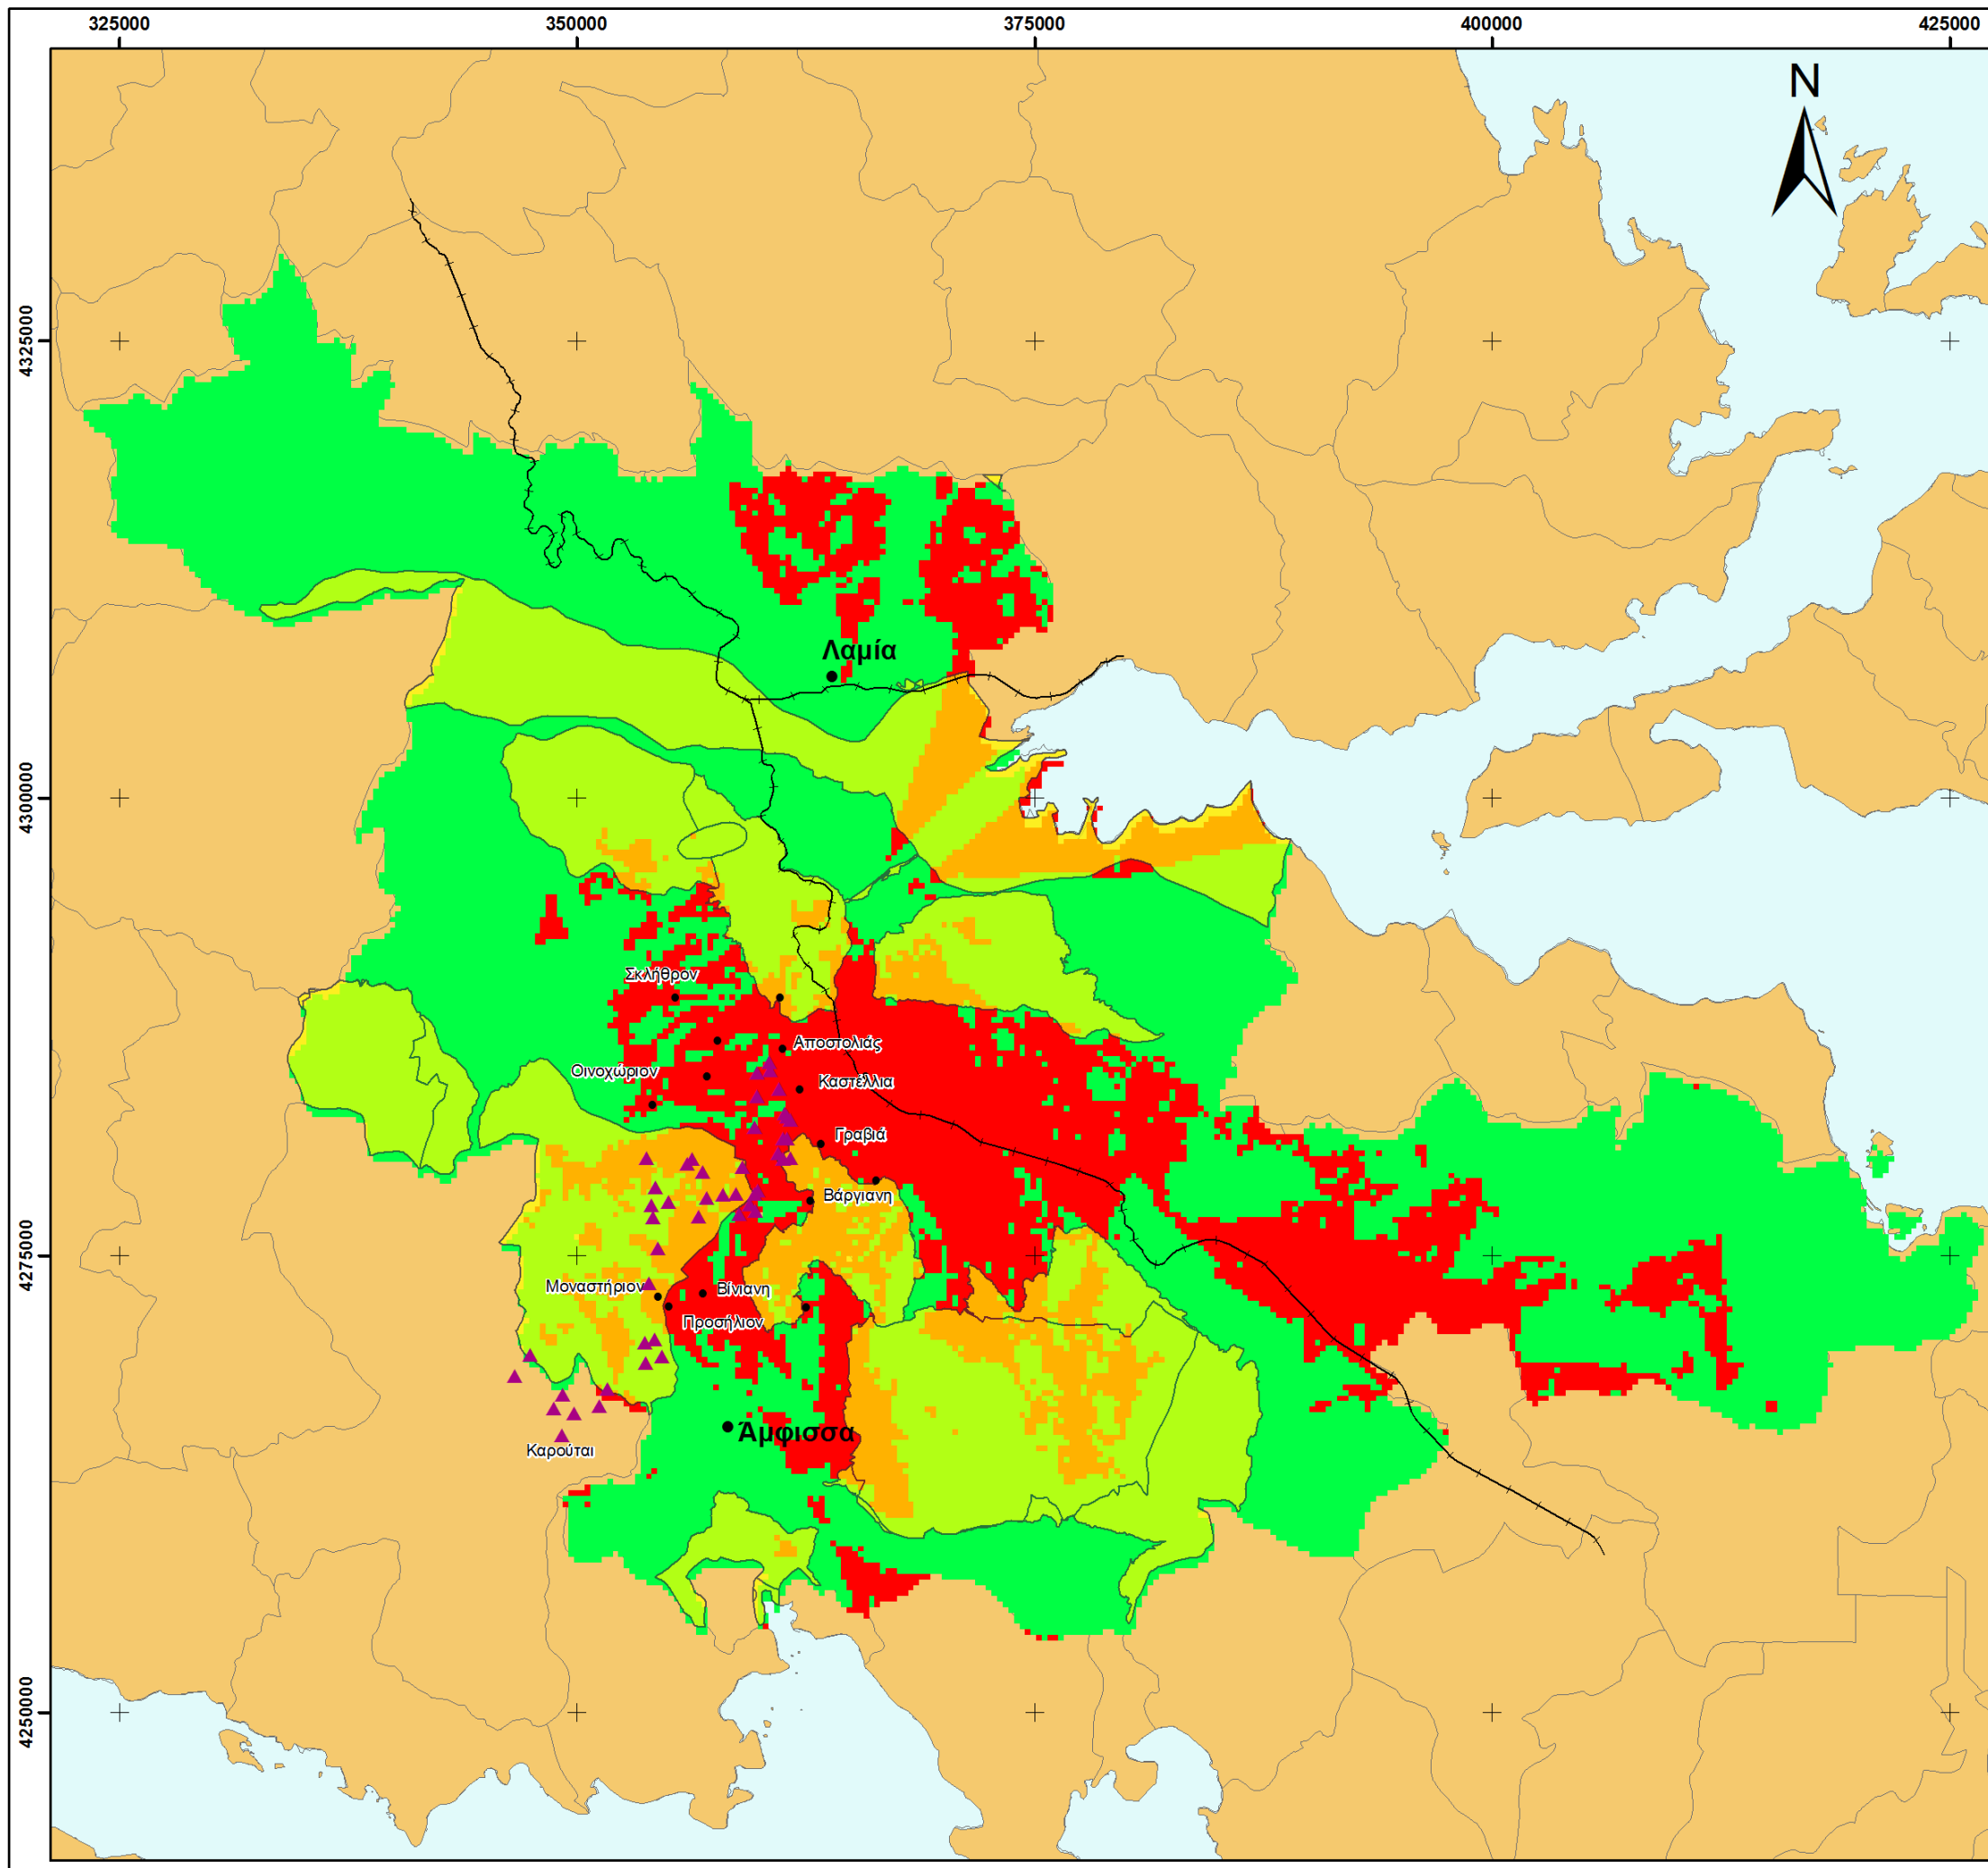 325000 350000 375000 400000 425000
N
4325000
Λαμία
4300000
Σκλήθρον
Αποστολιάς
Οινοχώριον
Καστέλλια
Γραβιά
Βάργιανη
4275000
Μοναστήριον
Βίνιανη
Προσήλιον
Άμφισσα
Καρούται
4250000